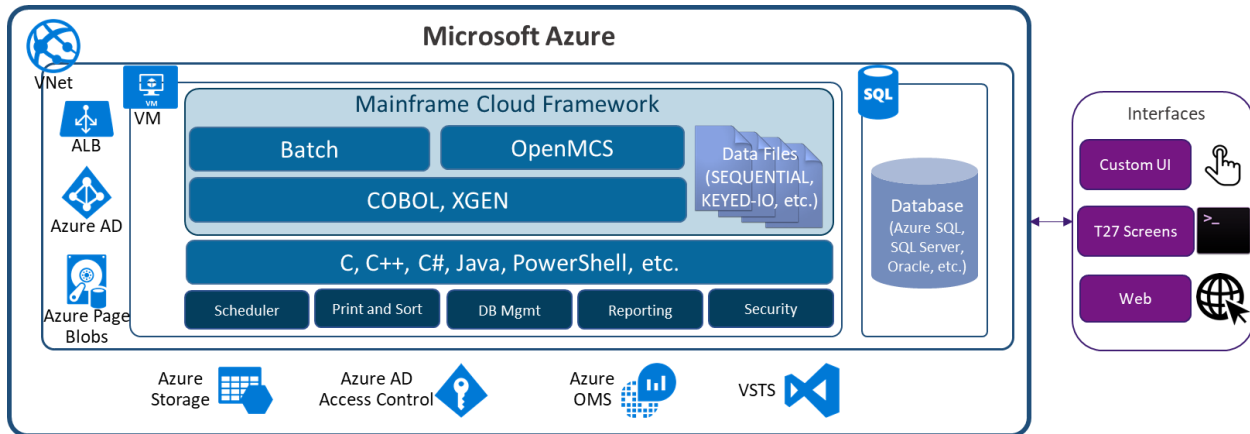 Microsoft Azure
VNet
ALB
Azure AD
Azure Page
Blobs
VM
VM
Mainframe Cloud Framework
Batch
OpenMCS
COBOL, XGEN
Data Files
(SEQUENTIAL,
KEYED-IO, etc.)
C, C++, C#, Java, PowerShell, etc.
Scheduler
Print and Sort
DB Mgmt
Reporting
Security
SQL
Database
(Azure SQL,
SQL Server,
Oracle, etc.)
Interfaces
Custom UI
T27 Screens
>_
Web
Azure
Storage
Azure AD
Access Control
Azure
OMS
VSTS